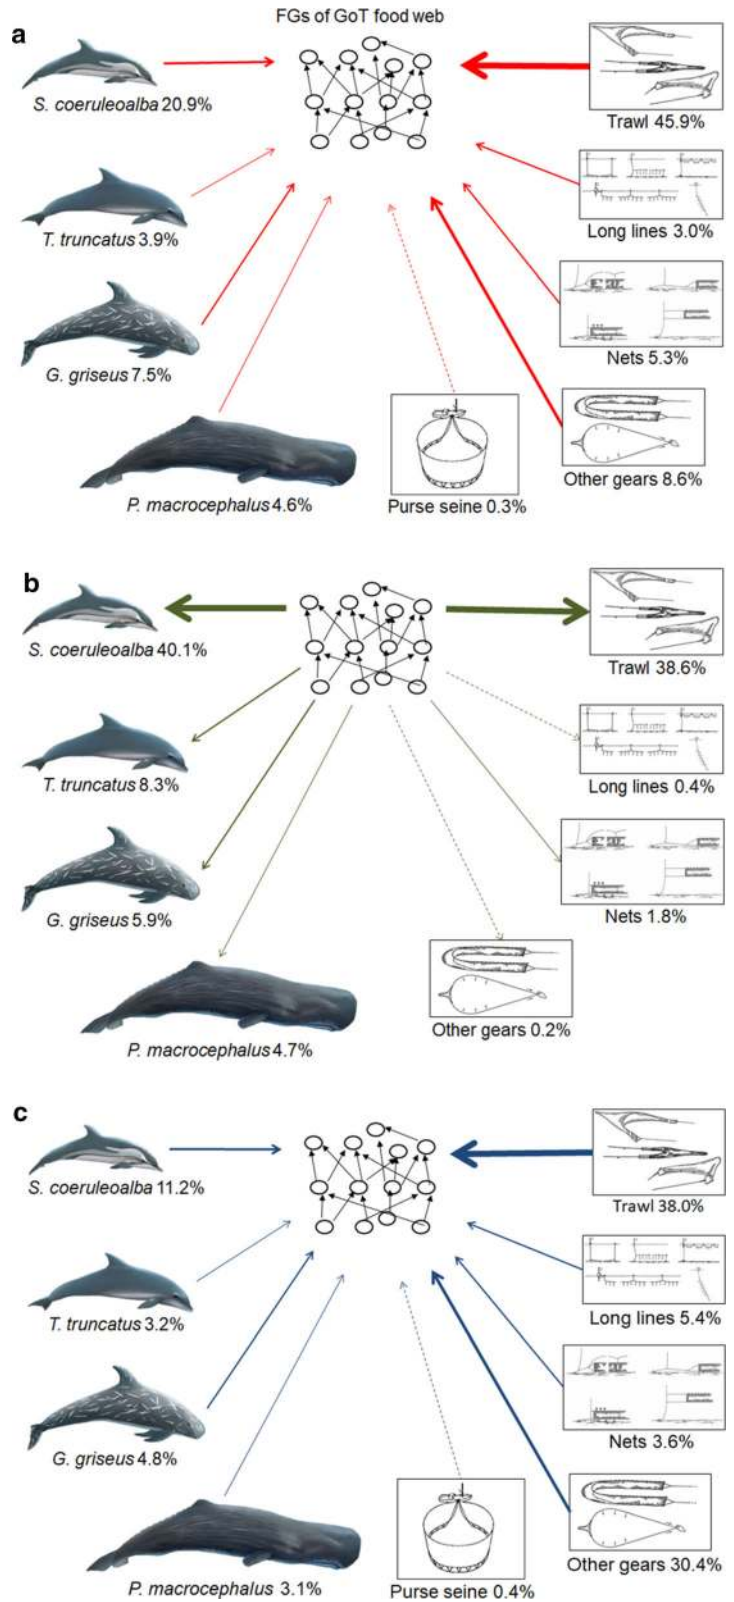 FGs of GoT food web
a
S. coeruleoalba 20.9%
Trawl 45.9%
T. truncatus 3.9%
Long lines 3.0%
G. griseus 7.5%
Nets 5.3%
P. macrocephalus 4.6%
Purse seine 0.3%
Other gears 8.6%
b
S. coeruleoalba 40.1%
Trawl 38.6%
T. truncatus 8.3%
Long lines 0.4%
G. griseus 5.9%
Nets 1.8%
P. macrocephalus 4.7%
Other gears 0.2%
c
S. coeruleoalba 11.2%
Trawl 38.0%
T. truncatus 3.2%
Long lines 5.4%
G. griseus 4.8%
Nets 3.6%
P. macrocephalus 3.1%
Purse seine 0.4%
Other gears 30.4%